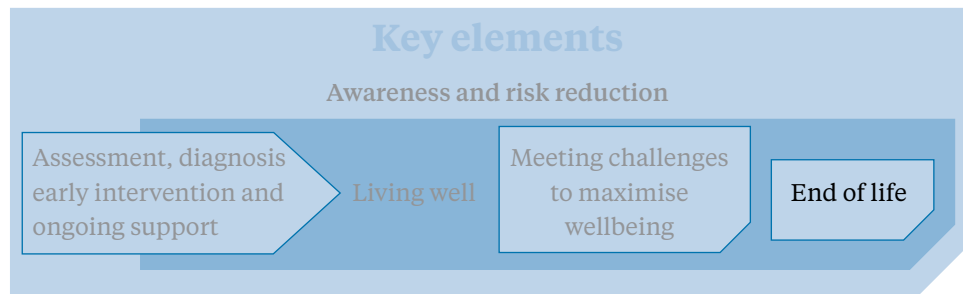 Key elements
Awareness and risk reduction
Assessment, diagnosis
early intervention and
ongoing support
Living well
Meeting challenges
to maximise
wellbeing
End of life